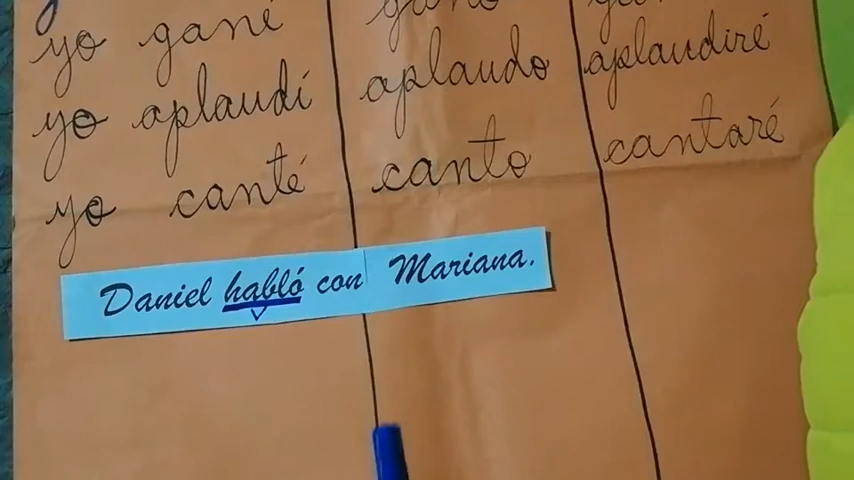 yo gané
aplaudo aplaudiré
yo aplaudí
yo canté canto cantaré
Daniel habló con Mariana.